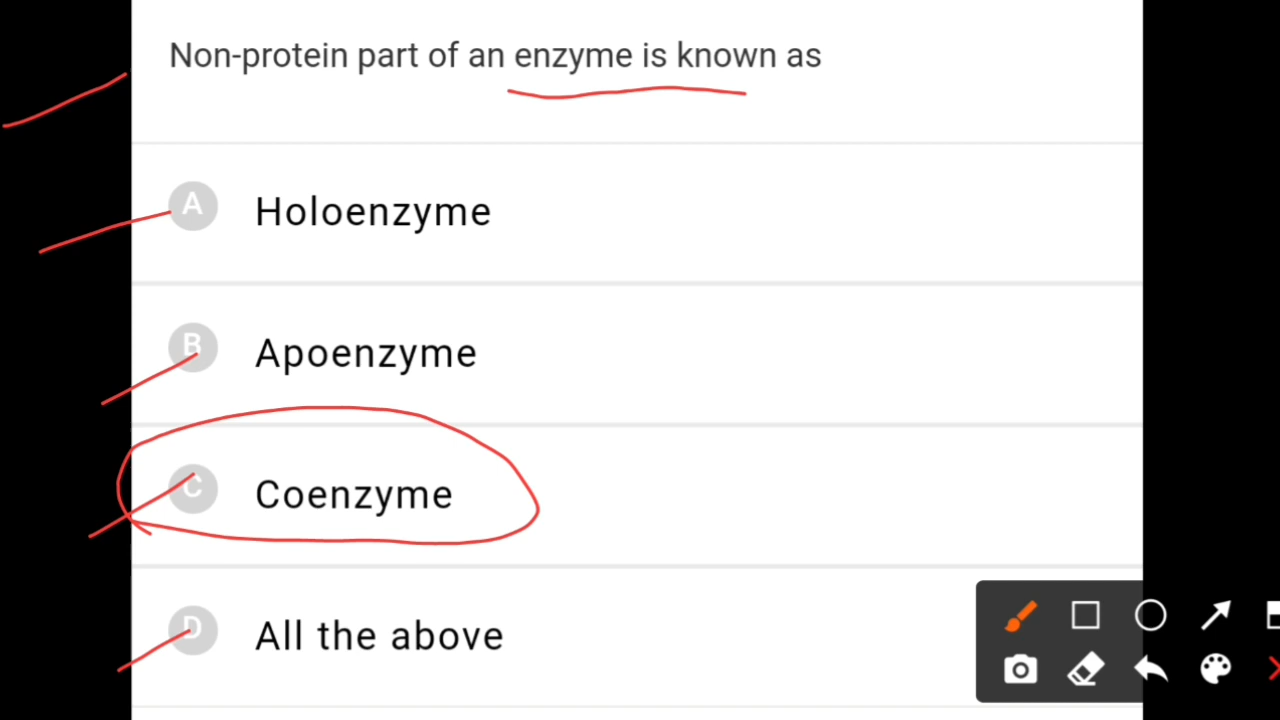 Non-protein part of an enzyme is known as
A Holoenzyme
B Apoenzyme
C Coenzyme
D All the above